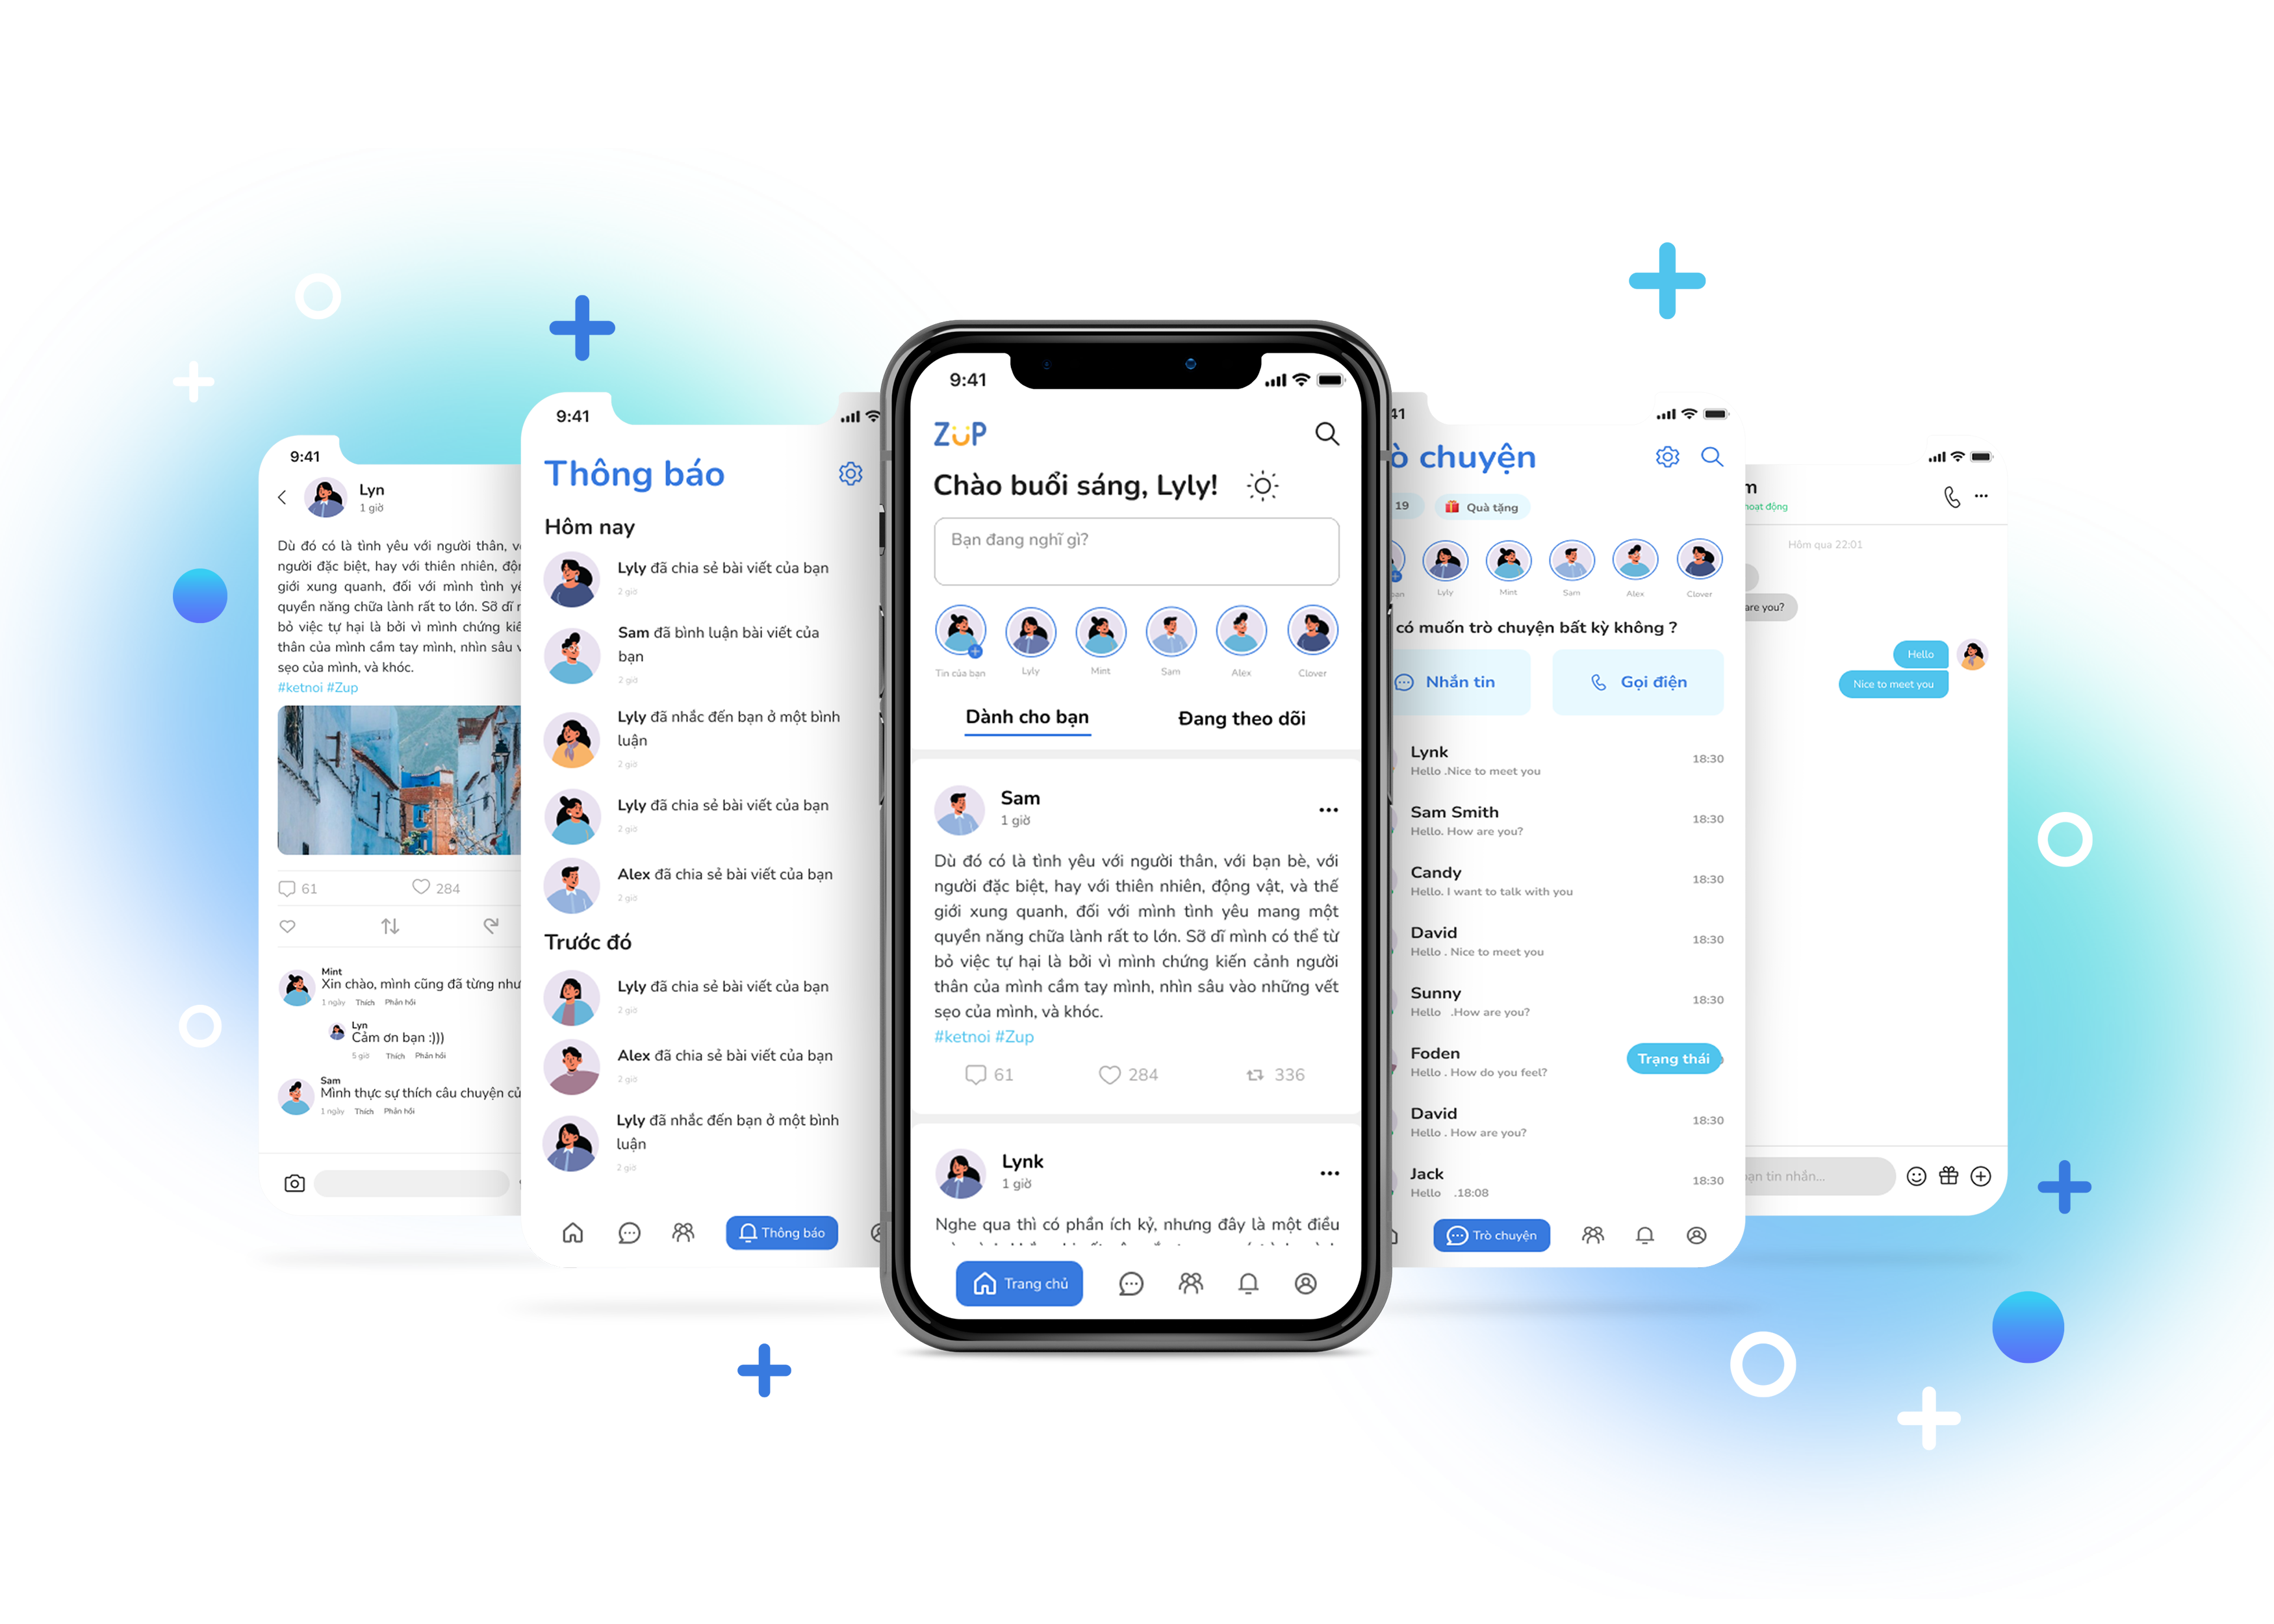 9:41
Lyn
1 giờ
Dù đó có là tình yêu với người thân,
người đặc biệt, hay với thiên nhiên,
giới xung quanh, đối với mình tình
quyền năng chữa lành rất to lớn. Sỡ dĩ
bỏ việc tự hại là bởi vì mình chứng
thân của mình cầm tay mình, nhìn sâu
sẹo của mình, và khóc.
#ketnoi #Zup
61 284
Mint
Xin chào, mình cũng đã từng như
1 ngày Thích Phản hồi
Lyn
Cảm ơn bạn :)))
5 giờ Thích Phản hồi
Sam
Mình thực sự thích câu chuyện
1 ngày Thích Phản hồi
9:41
Thông báo
Hôm nay
Lyly đã chia sẻ bài viết của bạn
2 giờ
Sam đã bình luận bài viết của
bạn
2 giờ
Lyly đã nhắc đến bạn ở một bình
luận
2 giờ
Lyly đã chia sẻ bài viết của bạn
2 giờ
Alex đã chia sẻ bài viết của bạn
2 giờ
Trước đó
Lyly đã chia sẻ bài viết của bạn
2 giờ
Alex đã chia sẻ bài viết của bạn
2 giờ
Lyly đã nhắc đến bạn ở một bình
luận
2 giờ
Thông báo
9:41
ZuP
Chào buổi sáng, Lyly!
Bạn đang nghĩ gì?
Tin của bạn Lyly Mint Sam Alex Clover
Dành cho bạn Đang theo dõi
Sam
1 giờ
Dù đó có là tình yêu với người thân, với bạn bè, với
người đặc biệt, hay với thiên nhiên, động vật, và thế
giới xung quanh, đối với mình tình yêu mang một
quyền năng chữa lành rất to lớn. Sỡ dĩ mình có thể từ
bỏ việc tự hại là bởi vì mình chứng kiến cảnh người
thân của mình cầm tay mình, nhìn sâu vào những vết
sẹo của mình, và khóc.
#ketnoi #Zup
61 284 336
Lynk
1 giờ
Nghe qua thì có phần ích kỷ, nhưng đây là một điều
Trang chủ
41
chuyện
19 Quà tặng
Lyly Mint Sam Alex Clover
có muốn trò chuyện bất kỳ không ?
Nhắn tin Gọi điện
Lynk
Hello .Nice to meet you 18:30
Sam Smith
Hello. How are you? 18:30
Candy
Hello. I want to talk with you 18:30
David
Hello . Nice to meet you 18:30
Sunny
Hello .How are you? 18:30
Foden
Hello . How do you feel? Trạng thái
David
Hello . How are you? 18:30
Jack
Hello .18:08 18:30
Trò chuyện
m
hoạt động
Hôm qua 22:01
are you?
Hello
Nice to meet you
tin nhắn...